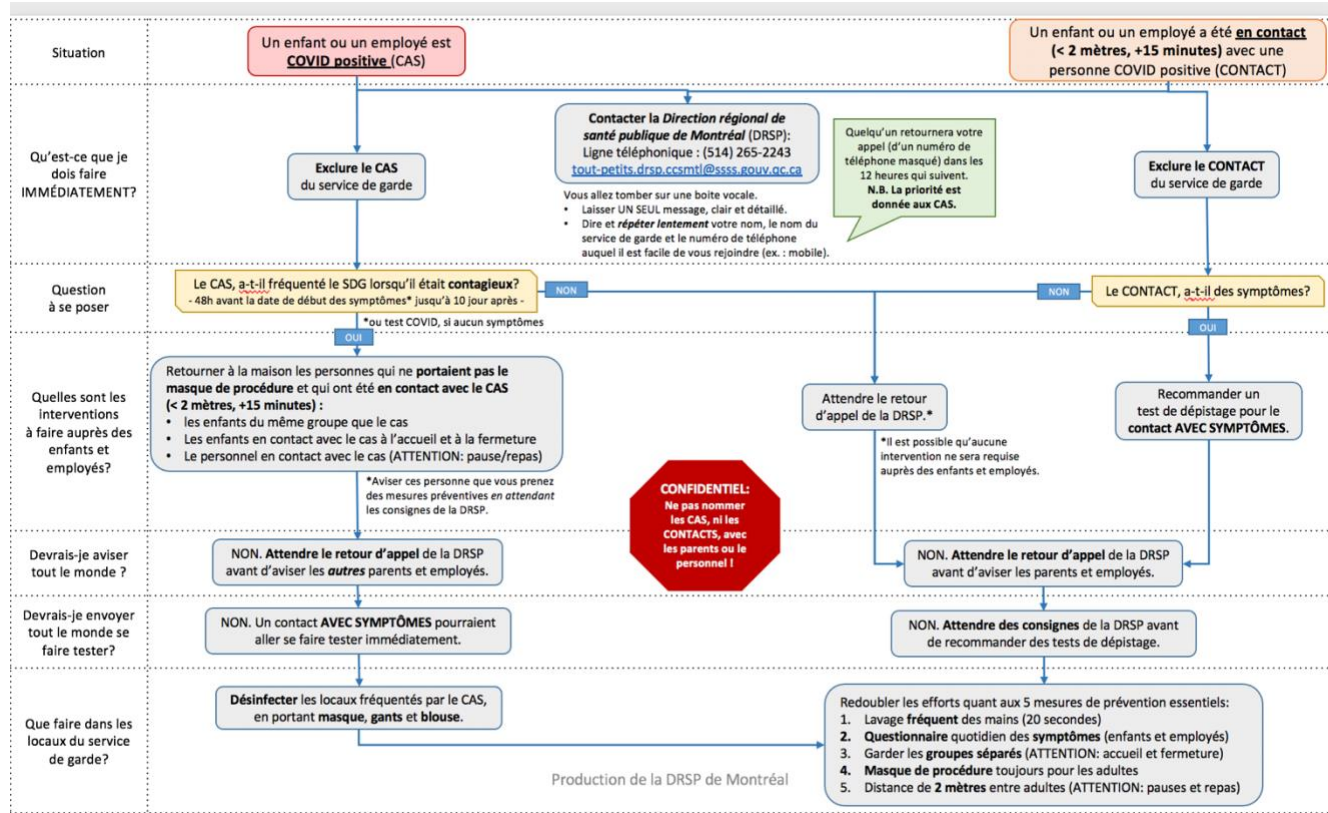 Situation
Un enfant ou un employé est
COVID positive (CAS)
Un enfant ou un employé a été en contact
(< 2 mètres, +15 minutes) avec une
personne COVID positive (CONTACT)
Qu'est-ce que je
dois faire
IMMÉDIATEMENT?
Exclure le CAS
du service de garde
Contacter la Direction régional de
santé publique de Montréal (DRSP):
Ligne téléphonique : (514) 265-2243
tout-petits.drsp.ccsmtl@ssss.gouv.qc.ca
Vous allez tomber sur une boite vocale.
• Laisser UN SEUL message, clair et détaillé.
• Dire et répéter lentement votre nom, le nom du
service de garde et le numéro de téléphone
auquel il est facile de vous rejoindre (ex. : mobile).
Quelqu'un retournera votre
appel (d'un numéro de
téléphone masqué) dans les
12 heures qui suivent.
N.B. La priorité est
donnée aux CAS.
Exclure le CONTACT
du service de garde
Question
à se poser
Le CAS, a-t-il fréquenté le SDG lorsqu'il était contagieux?
- 48h avant la date de début des symptômes* jusqu'à 10 jour après -
*ou test COVID, si aucun symptômes
NON
NON
Le CONTACT, a-t-il des symptômes?
OUI
OUI
Quelles sont les
interventions
à faire auprès des
enfants et
employés?
Retourner à la maison les personnes qui ne portaient pas le
masque de procédure et qui ont été en contact avec le CAS
(< 2 mètres, +15 minutes) :
• les enfants du même groupe que le cas
• Les enfants en contact avec le cas à l'accueil et à la fermeture
• Le personnel en contact avec le cas (ATTENTION: pause/repas)
*Aviser ces personne que vous prenez
des mesures préventives en attendant
les consignes de la DRSP.
Attendre le retour
d'appel de la DRSP.*
*Il est possible qu'aucune
intervention ne sera requise
auprès des enfants et employés.
Recommander un
test de dépistage pour le
contact AVEC SYMPTÔMES.
CONFIDENTIEL:
Ne pas nommer
les CAS, ni les
CONTACTS, avec
les parents ou le
personnel !
Devrais-je aviser
tout le monde ?
NON. Attendre le retour d'appel de la DRSP
avant d'aviser les autres parents et employés.
NON. Attendre le retour d'appel de la DRSP
avant d'aviser les parents et employés.
Devrais-je envoyer
tout le monde se
faire tester?
NON. Un contact AVEC SYMPTÔMES pourraient
aller se faire tester immédiatement.
NON. Attendre des consignes de la DRSP avant
de recommander des tests de dépistage.
Que faire dans les
locaux du service
de garde?
Désinfecter les locaux fréquentés par le CAS,
en portant masque, gants et blouse.
Redoubler les efforts quant aux 5 mesures de prévention essentiels:
1. Lavage fréquent des mains (20 secondes)
2. Questionnaire quotidien des symptômes (enfants et employés)
3. Garder les groupes séparés (ATTENTION: accueil et fermeture)
4. Masque de procédure toujours pour les adultes
5. Distance de 2 mètres entre adultes (ATTENTION: pauses et repas)
Production de la DRSP de Montréal